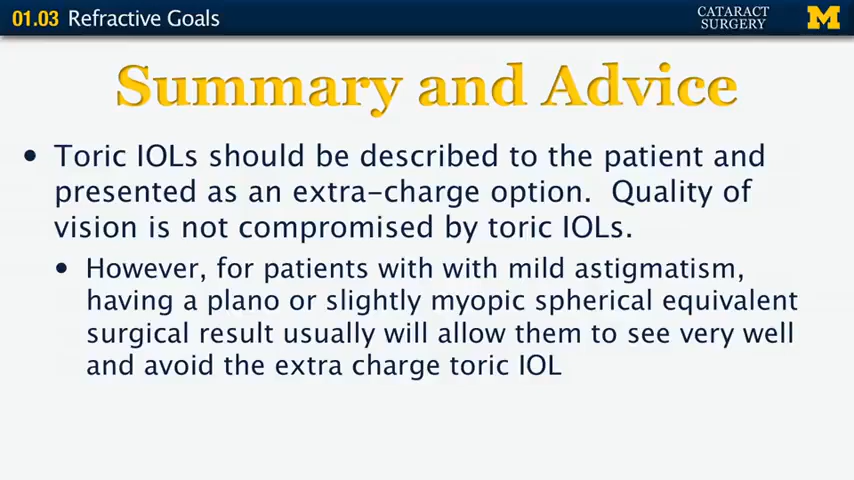 01.03 Refractive Goals
CATARACT
SURGERY
M
Summary and Advice
• Toric IOLs should be described to the patient and
presented as an extra-charge option. Quality of
vision is not compromised by toric IOLs.
• However, for patients with with mild astigmatism,
having a plano or slightly myopic spherical equivalent
surgical result usually will allow them to see very well
and avoid the extra charge toric IOL